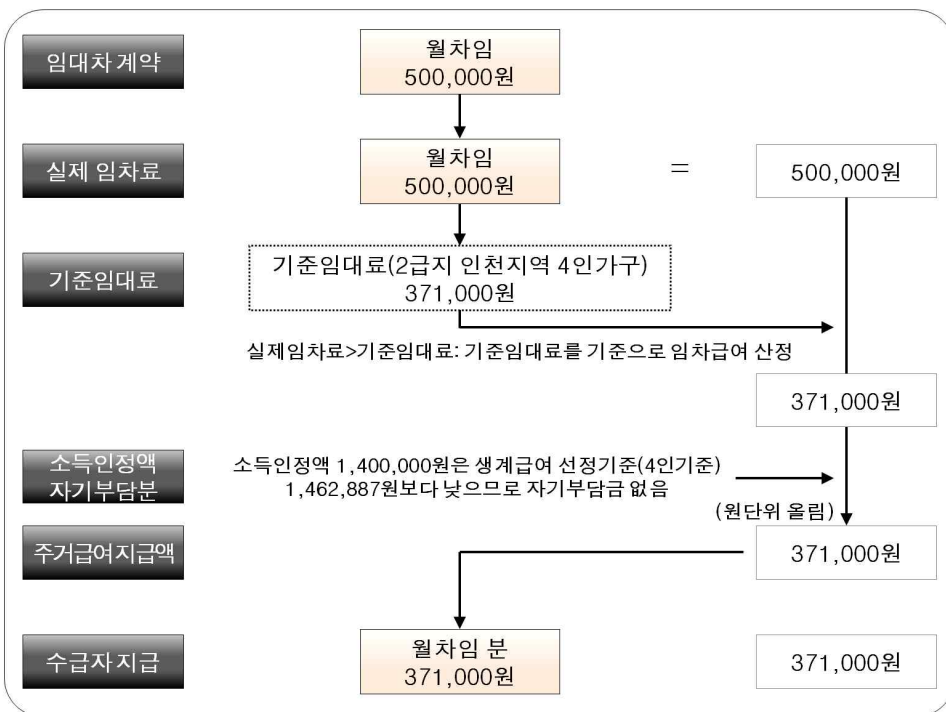 임대차 계약
월차임
500,000원
실제 임차료
월차임
500,000원
=
500,000원
기준임대료
기준임대료(2급지 인천지역 4인가구)
371,000원
실제임차료>기준임대료: 기준임대료를 기준으로 임차급여 산정
371,000원
소득인정액
자기부담분
소득인정액 1,400,000원은 생계급여 선정기준(4인기준)
1,462,887원보다 낮으므로 자기부담금 없음
(원단위 올림)
주거급여지급액
371,000원
수급자 지급
월차임 분
371,000원
371,000원